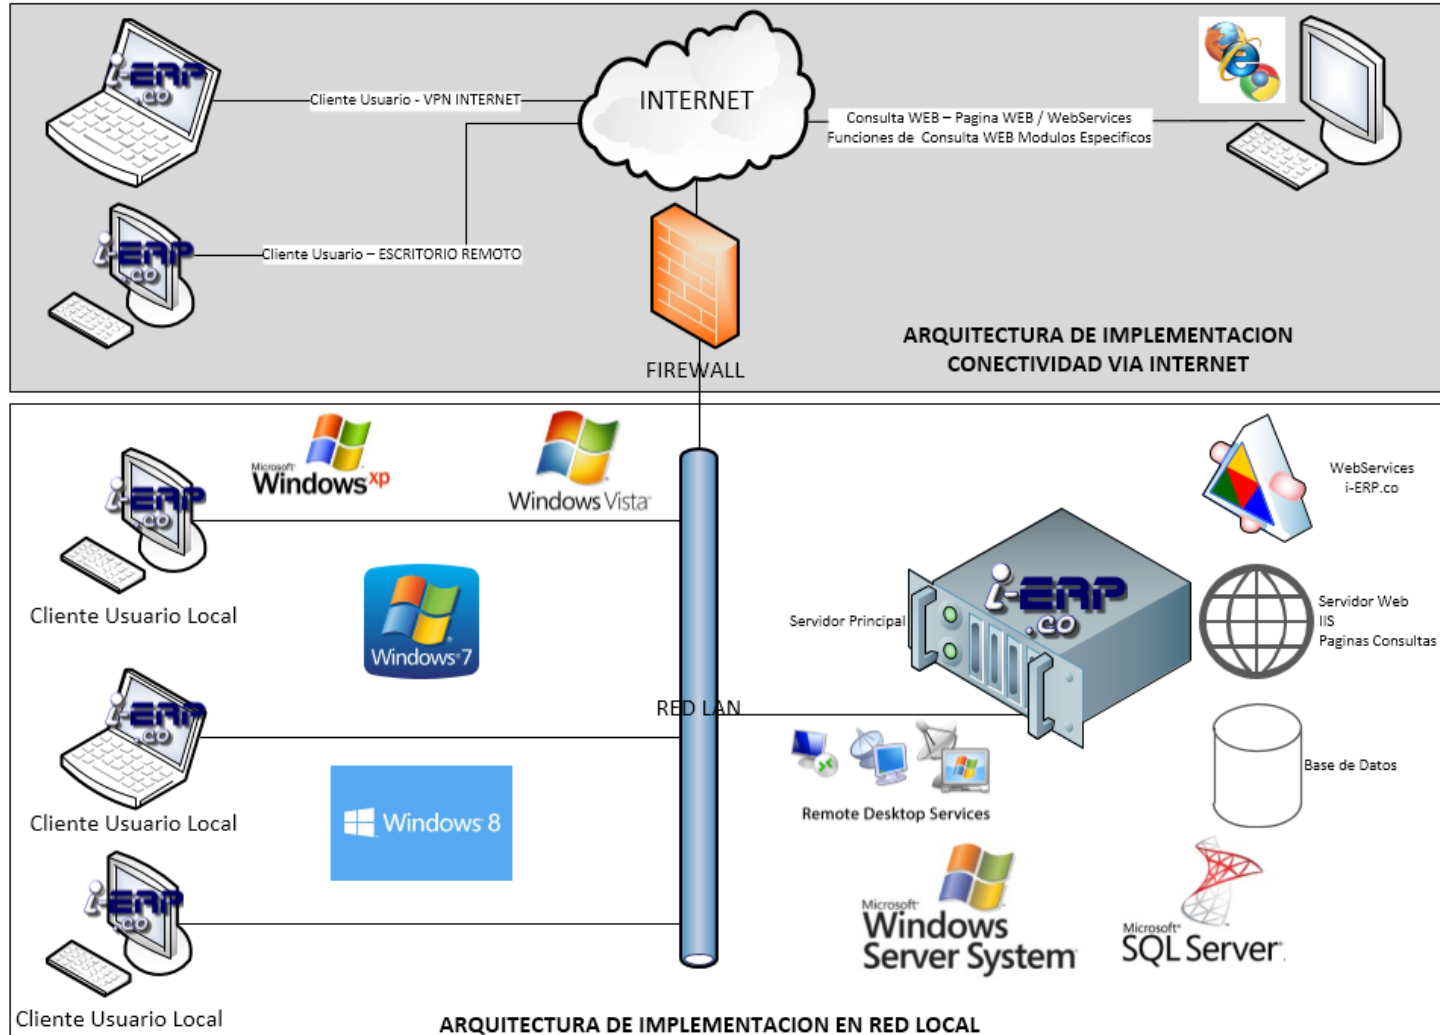 i-ERP
.co
Cliente Usuario - VPN INTERNET
INTERNET
Consulta WEB – Pagina WEB / WebServices
Funciones de Consulta WEB Modulos Especificos
i-ERP
.co
Cliente Usuario – ESCRITORIO REMOTO
FIREWALL
ARQUITECTURA DE IMPLEMENTACION
CONECTIVIDAD VIA INTERNET
Microsoft
Windows xp
Windows Vista
i-ERP
.co
Cliente Usuario Local
Windows 7
WebServices
i-ERP.co
i-ERP
.co
Servidor Principal
Servidor Web
IIS
Paginas Consultas
i-ERP
.co
Cliente Usuario Local
RED LAN
Base de Datos
Remote Desktop Services
Windows 8
i-ERP
.co
Cliente Usuario Local
Microsoft
Windows
Server System
Microsoft
SQL Server
ARQUITECTURA DE IMPLEMENTACION EN RED LOCAL